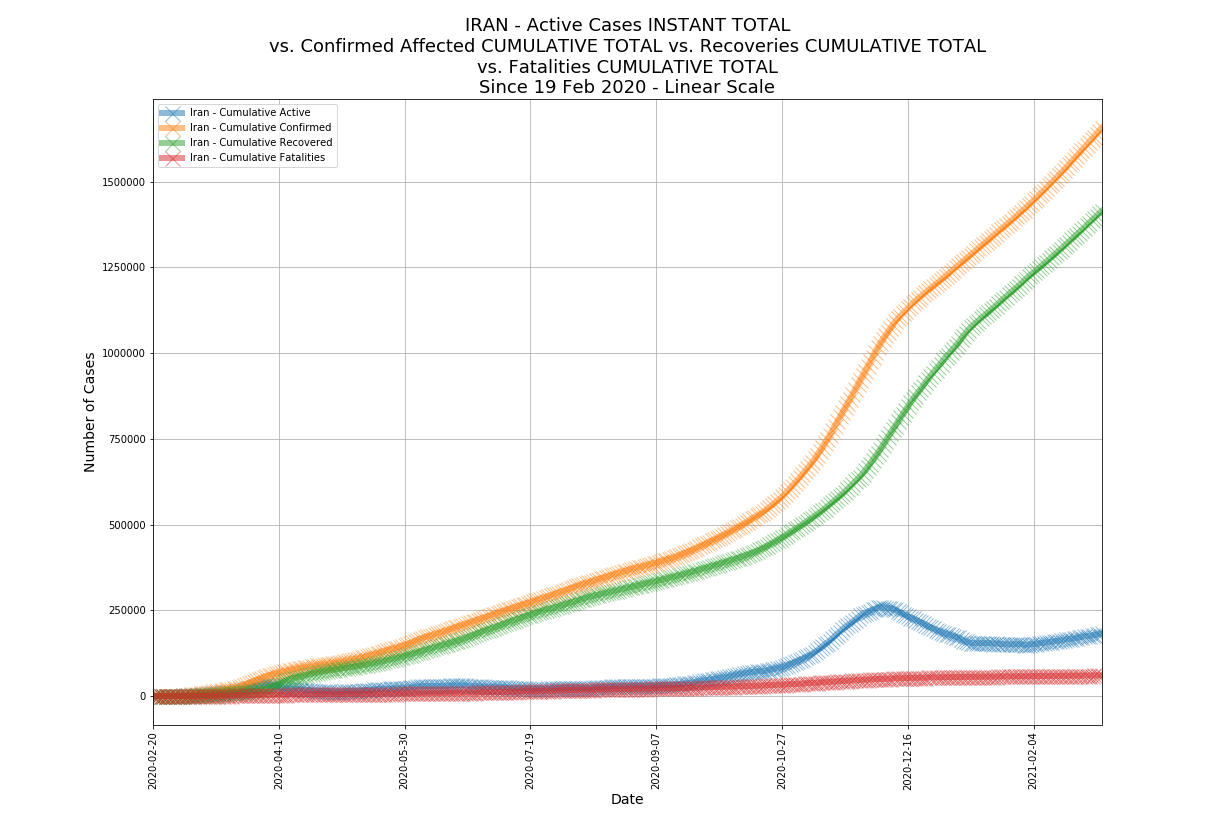 IRAN - Active Cases INSTANT TOTAL
vs. Confirmed Affected CUMULATIVE TOTAL vs. Recoveries CUMULATIVE TOTAL
vs. Fatalities CUMULATIVE TOTAL
Since 19 Feb 2020 - Linear Scale
Iran - Cumulative Active
Iran - Cumulative Confirmed
Iran - Cumulative Recovered
Iran - Cumulative Fatalities
Number of Cases
1500000
1250000
1000000
750000
500000
250000
0
2020-02-20
2020-04-10
2020-05-30
2020-07-19
2020-09-07
2020-10-27
2020-12-16
2021-02-04
Date